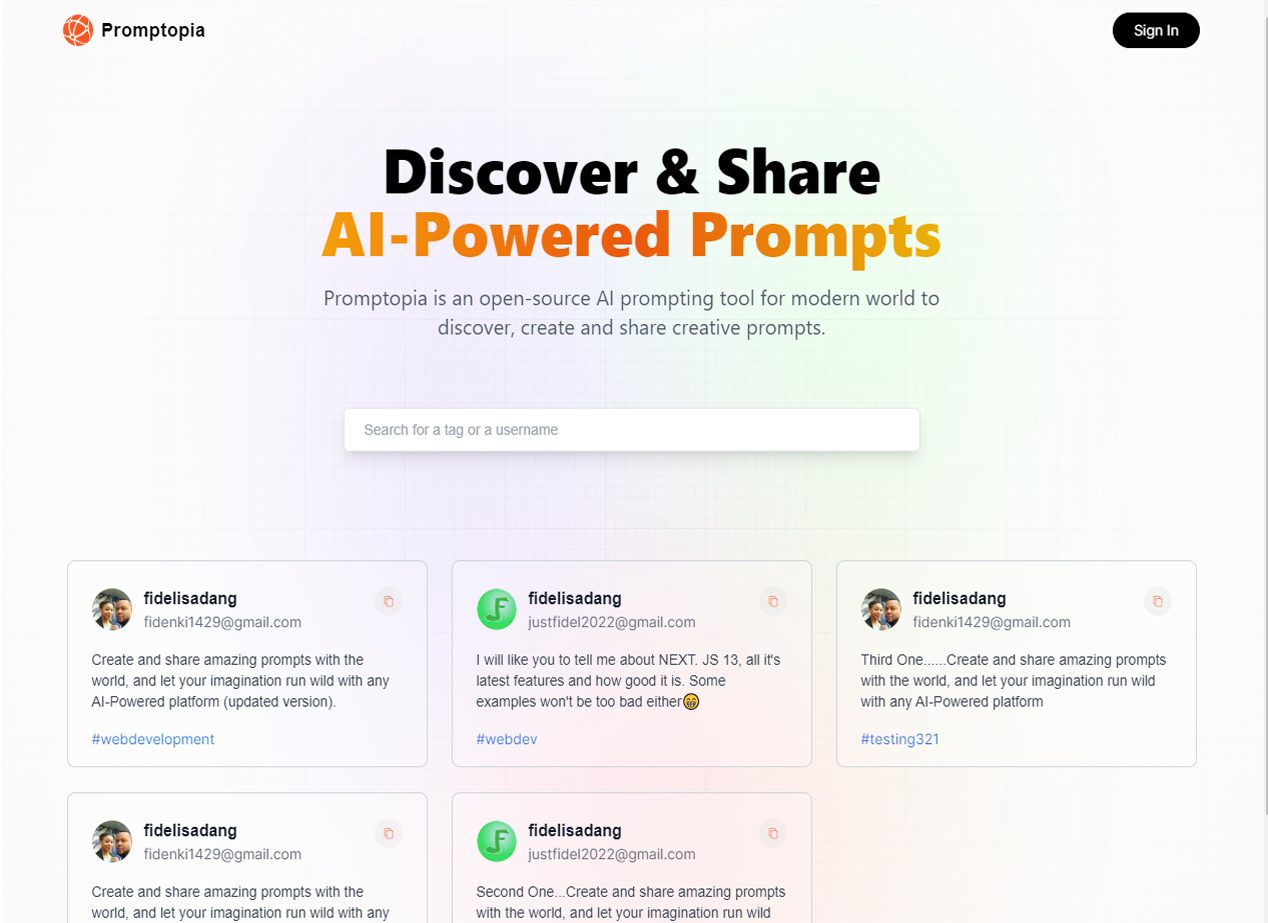 Promptopia
Sign In
Discover & Share
AI-Powered Prompts
Promptopia is an open-source AI prompting tool for modern world to
discover, create and share creative prompts.
Search for a tag or a username
fidelisadang
fidenki1429@gmail.com
Create and share amazing prompts with the
world, and let your imagination run wild with any
AI-Powered platform (updated version).
#webdevelopment
fidelisadang
justfidel2022@gmail.com
I will like you to tell me about NEXT. JS 13, all it's
latest features and how good it is. Some
examples won't be too bad either😁
#webdev
fidelisadang
fidenki1429@gmail.com
Third One......Create and share amazing prompts
with the world, and let your imagination run wild
with any AI-Powered platform
#testing321
fidelisadang
fidenki1429@gmail.com
Create and share amazing prompts with the
world, and let your imagination run wild with any
fidelisadang
justfidel2022@gmail.com
Second One...Create and share amazing prompts
with the world, and let your imagination run wild